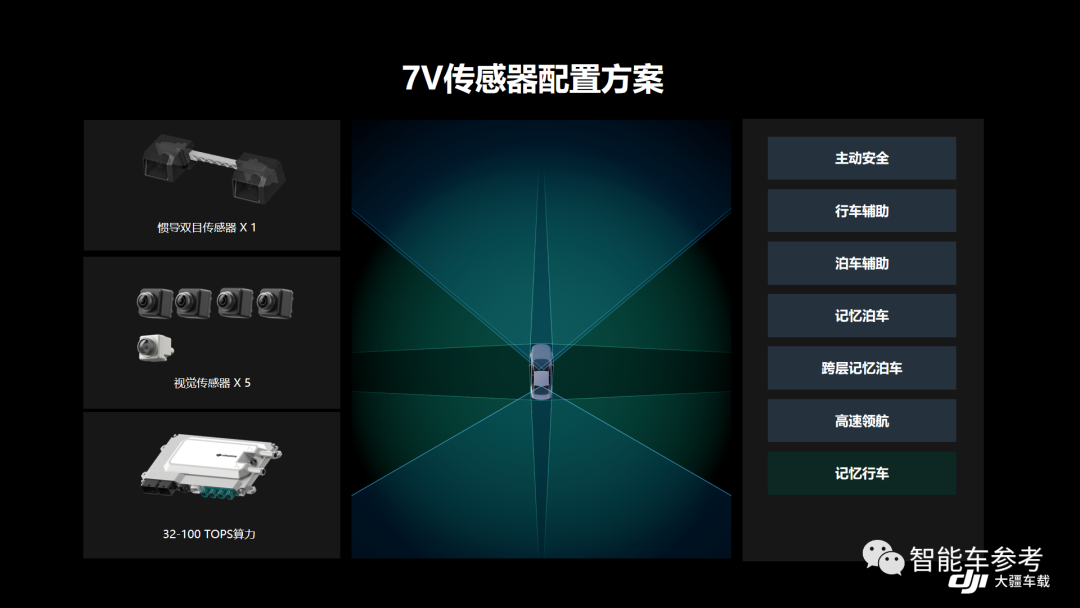 7V传感器配置方案
惯导双目传感器 X 1
视觉传感器 X 5
32-100 TOPS算力
主动安全
行车辅助
泊车辅助
记忆泊车
跨层记忆泊车
高速领航
记忆行车
智能车参考
dji 大疆车载